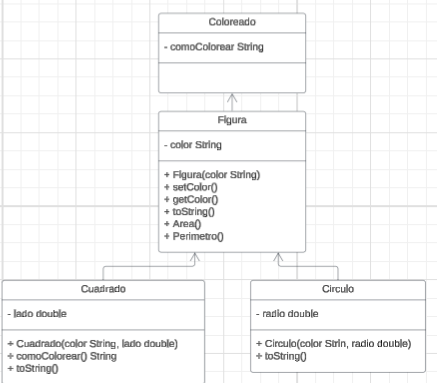 Coloreado
- comoColorear String
Figura
- color String
+ Figura(color String)
+ setColor()
+ getColor()
+ toString()
+ Area()
+ Perimetro()
Cuadrado
- lado double
+ Cuadrado(color String, lado double)
+ comoColorear() String
+ toString()
Circulo
- radio double
+ Circulo(color Strin, radio double)
+ toString()